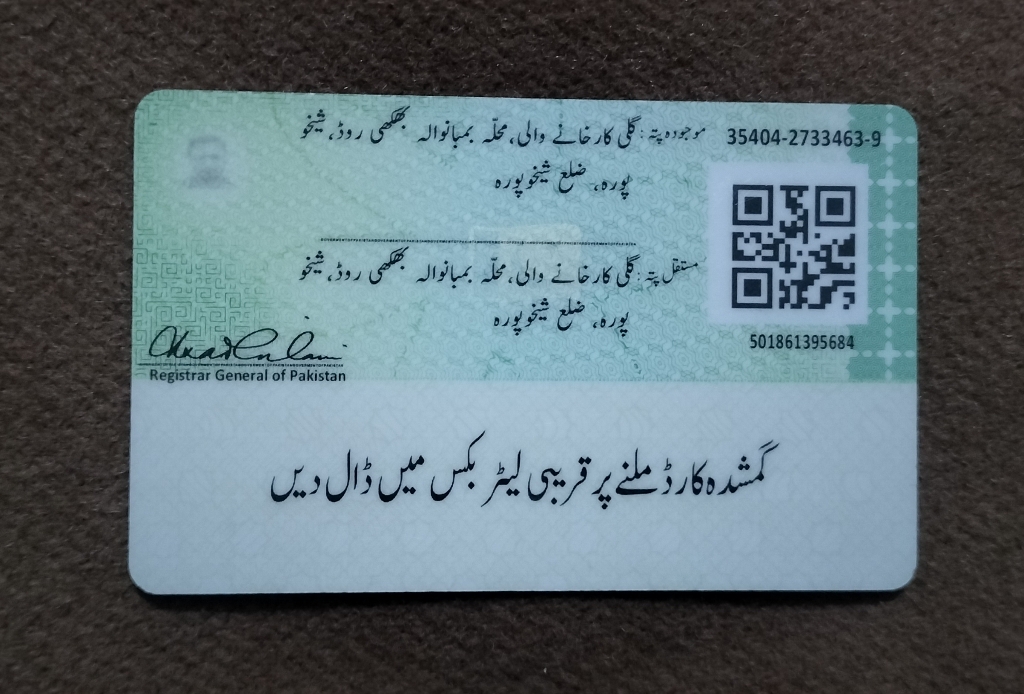 موجودہ پتہ: گلی کارخانے والی، محلّہ بمبانوالہ بھکھی روڈ، شیخو
35404-2733463-9
پورہ، ضلع شیخوپورہ
مستقل پتہ: گلی کارخانے والی، محلّہ بمبانوالہ بھکھی روڈ، شیخو
پورہ، ضلع شیخوپورہ
501861395684
Registrar General of Pakistan
گمشدہ کارڈ ملنے پر قریبی لیٹر بکس میں ڈال دیں